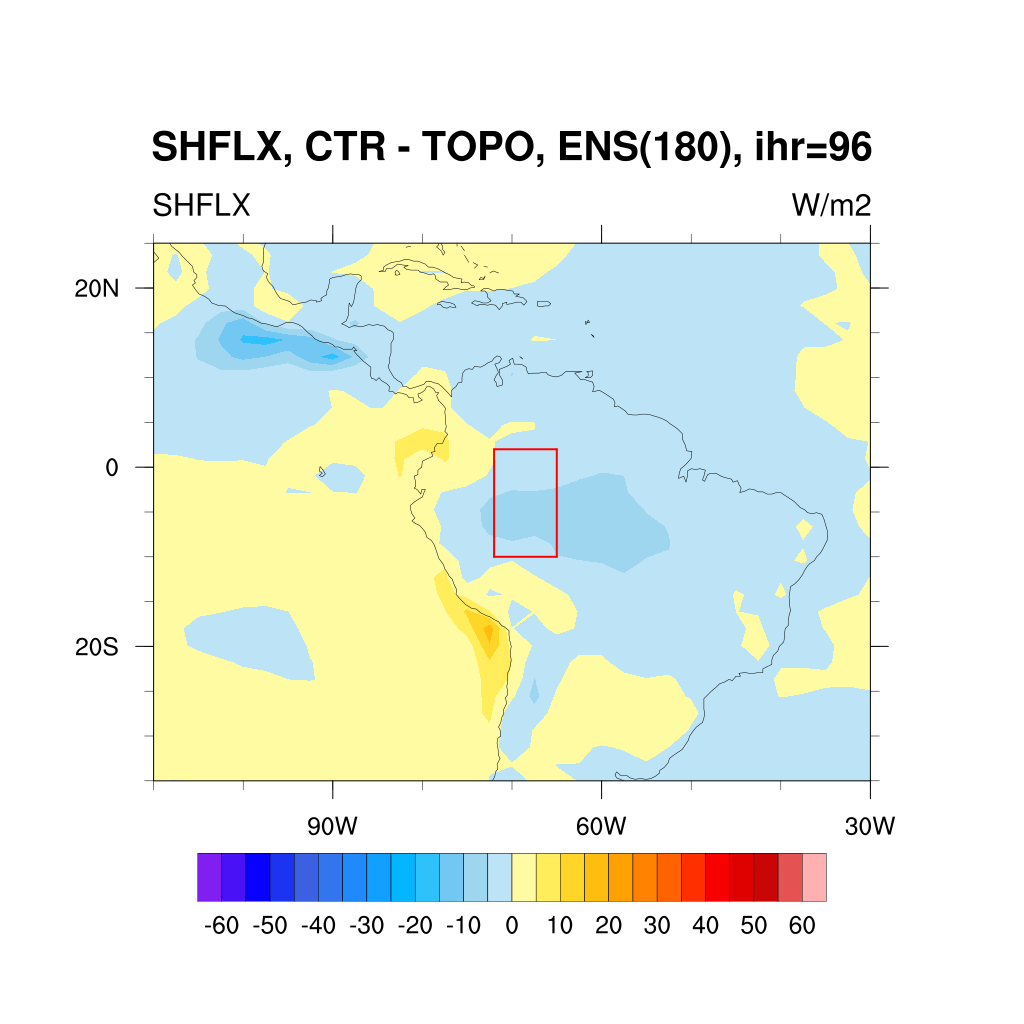 SHFLX, CTR - TOPO, ENS(180), ihr=96
SHFLX W/m2
20N
0
20S
90W 60W 30W
-60 -50 -40 -30 -20 -10 0 10 20 30 40 50 60